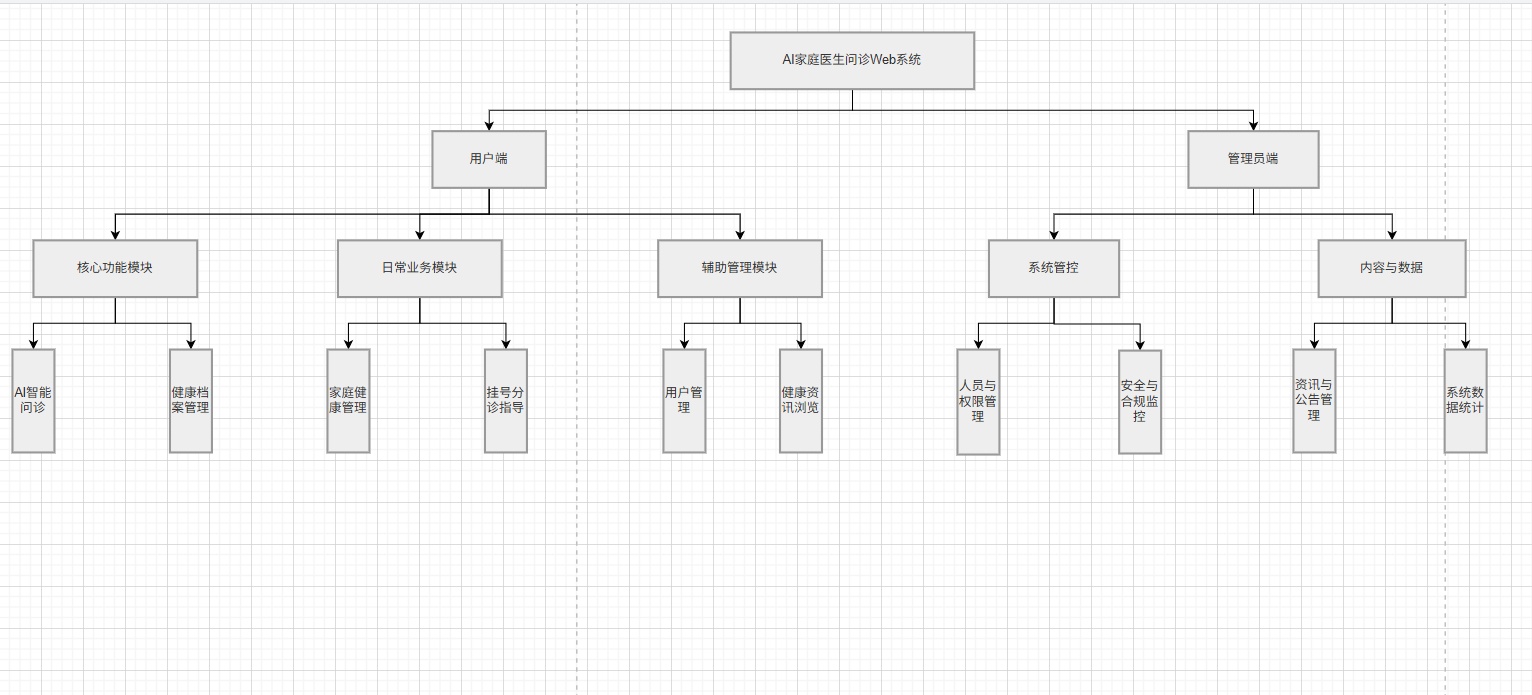 AI家庭医生问诊Web系统
用户端
管理员端
核心功能模块
日常业务模块
辅助管理模块
系统管控
内容与数据
AI智能
问诊
健康档
案管理
家庭健
康管理
挂号分
诊指导
用户管
理
健康资
讯浏览
人员与
权限管
理
安全与
合规监
控
资讯与
公告管
理
系统数
据统计